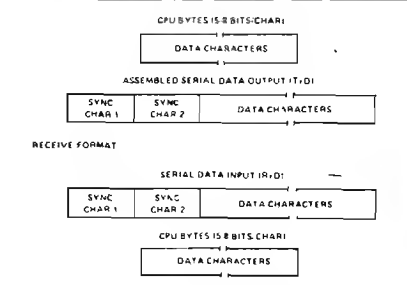 CPU BYTES (5-8 BITS/CHAR)
DATA CHARACTERS
ASSEMBLED SERIAL DATA OUTPUT (TxD)
SYNC CHAR 1
SYNC CHAR 2
DATA CHARACTERS
RECEIVE FORMAT
SERIAL DATA INPUT (RxD)
SYNC CHAR 1
SYNC CHAR 2
DATA CHARACTERS
CPU BYTES (5-8 BITS/CHAR)
DATA CHARACTERS